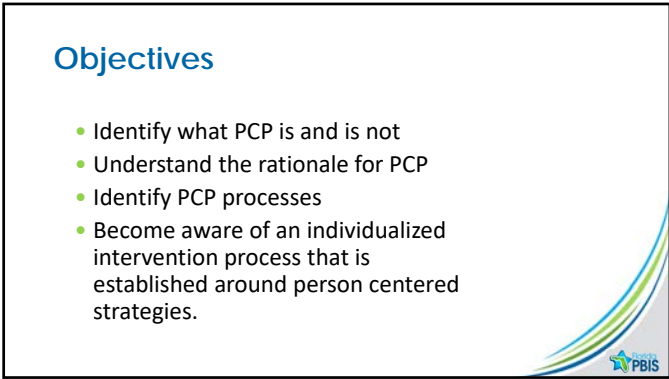 Objectives
• Identify what PCP is and is not
• Understand the rationale for PCP
• Identify PCP processes
• Become aware of an individualized
intervention process that is
established around person centered
strategies.
Florida
PBIS